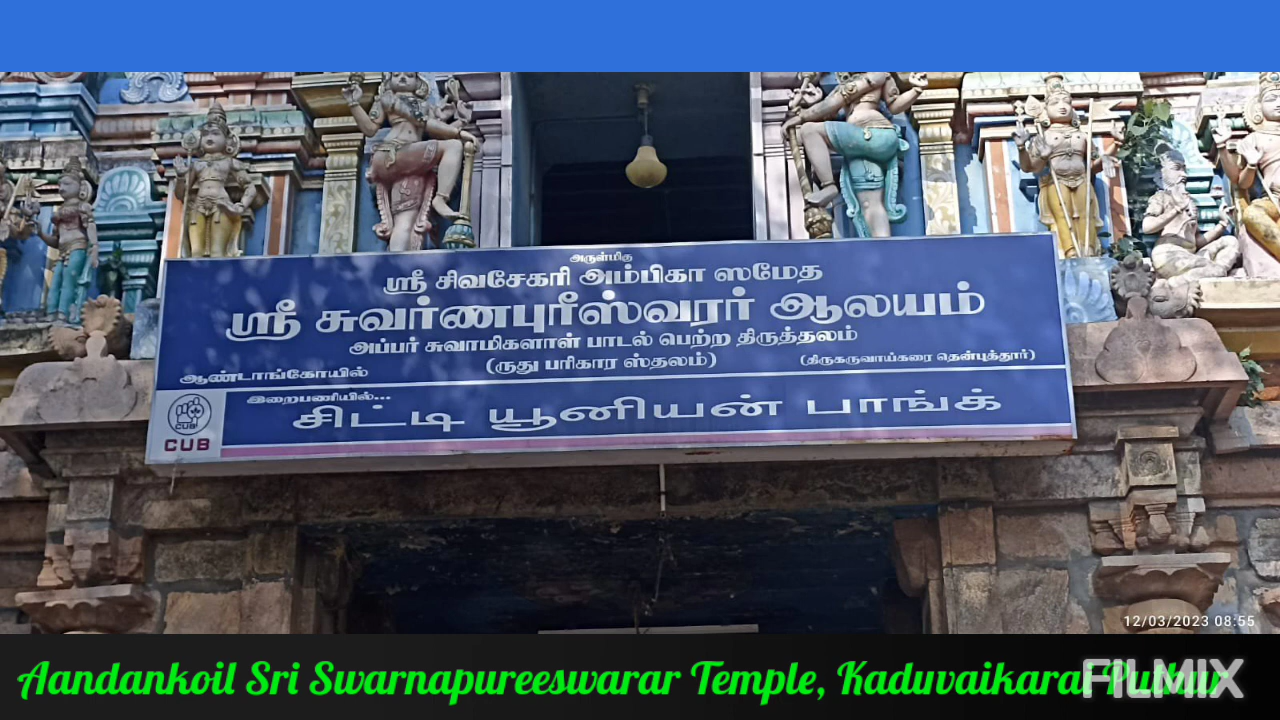 அருள்மிகு
ஸ்ரீ சிவசேகரி அம்பிகா ஸமேத
ஸ்ரீ சுவர்ணபுரீஸ்வரர் ஆலயம்
அப்பர் சுவாமிகளாள் பாடல் பெற்ற திருத்தலம்
ஆண்டாங்கோயில் (ருது பரிகார ஸ்தலம்) (திருகருவாய்கரை தென்புத்தூர்)
இறைபணியில்...
சிட்டி யூனியன் பாங்க்
CUB
CUB
12/03/2023 08:55
Aandankoil Sri Swarnapureeswarar Temple, Kaduvaikarai
FILMIX